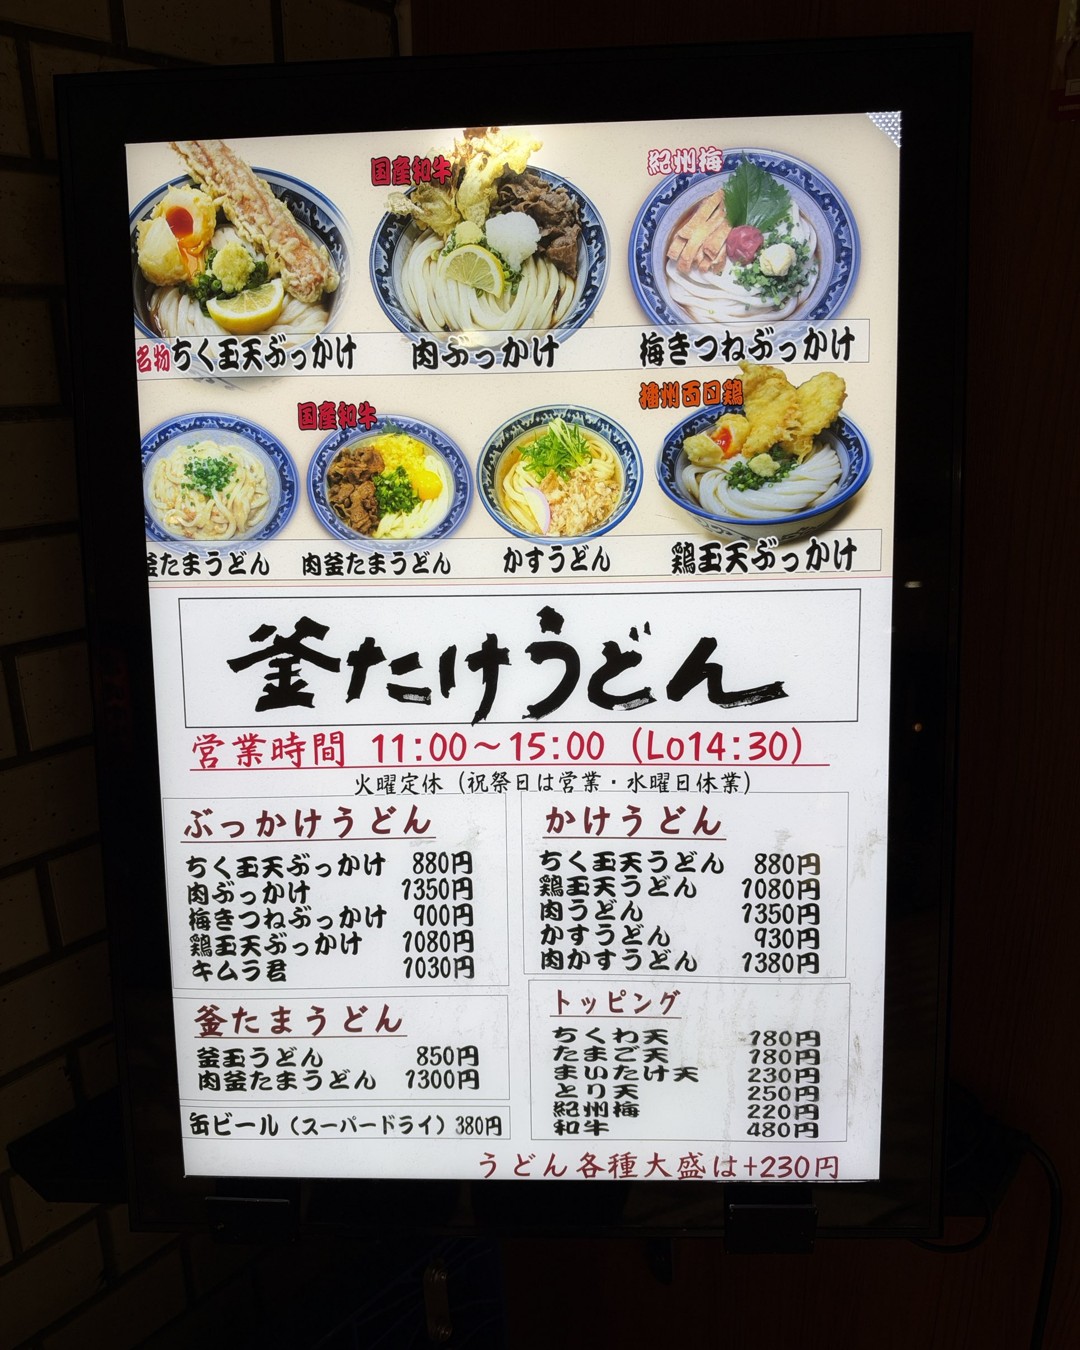 国産和牛
紀州梅
名物ちく玉天ぶっかけ
肉ぶっかけ
梅きつねぶっかけ
国産和牛
播州百日鶏
釜たまうどん
肉釜たまうどん
かすうどん
鶏玉天ぶっかけ
釜たけうどん
営業時間 11:00～15:00 (Lo14:30)
火曜定休（祝祭日は営業・水曜日休業）
ぶっかけうどん
ちく玉天ぶっかけ 880円
肉ぶっかけ 1350円
梅きつねぶっかけ 900円
鶏玉天ぶっかけ 1080円
キムラ君 1030円
かけうどん
ちく玉天うどん 880円
鶏玉天うどん 1080円
肉うどん 1350円
かすうどん 930円
肉かすうどん 1380円
釜たまうどん
釜玉うどん 850円
肉釜たまうどん 1300円
缶ビール（スーパードライ）380円
トッピング
ちくわ天 180円
たまご天 180円
まいたけ天 230円
とり天 250円
紀州梅 220円
和牛 480円
うどん各種大盛は+230円